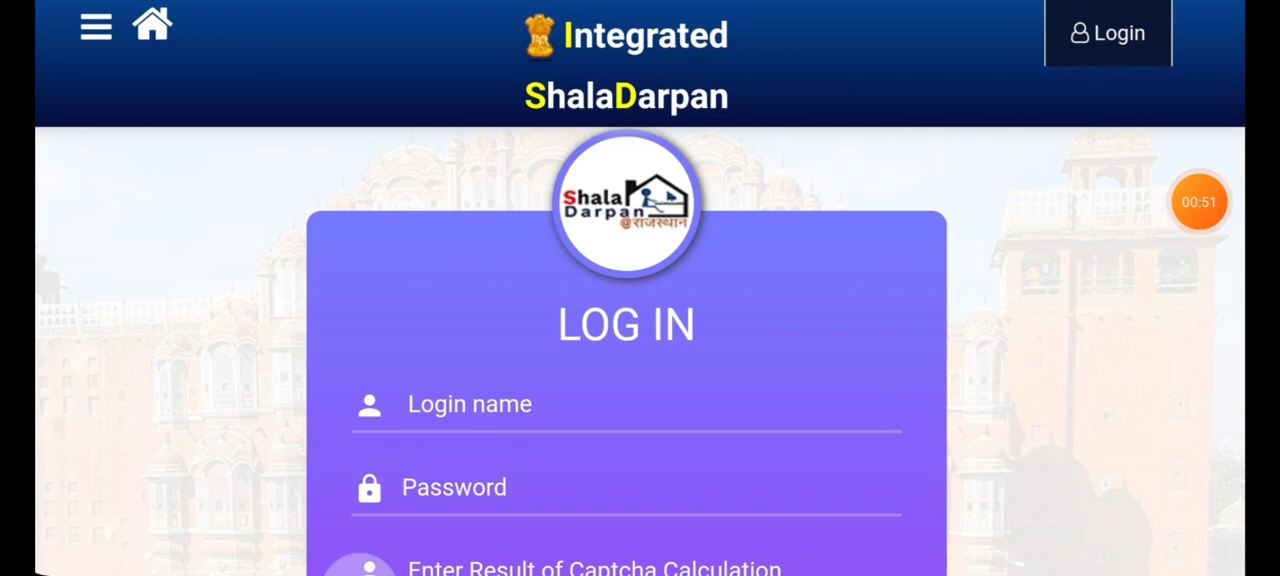 Integrated
ShalaDarpan
Login
Shala
Darpan
@राजस्थान
00:51
LOG IN
Login name
Password
Enter Result of Captcha Calculation